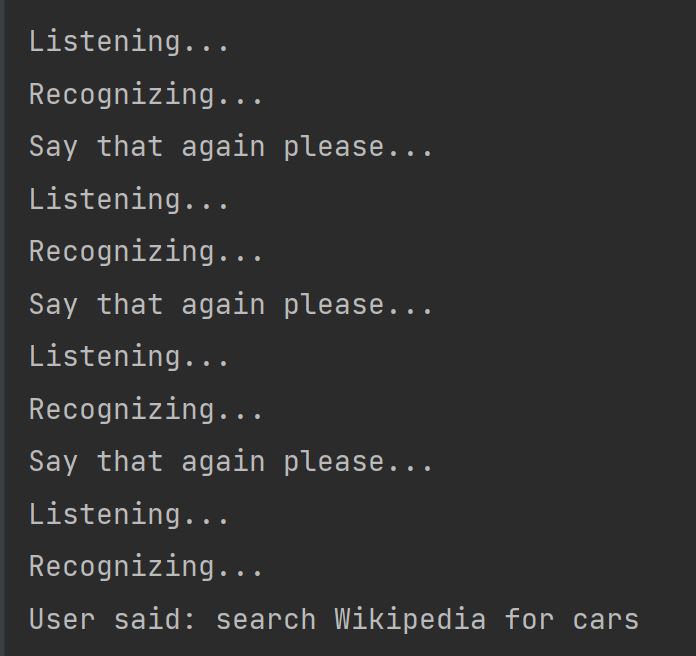 Listening...
Recognizing...
Say that again please...
Listening...
Recognizing...
Say that again please...
Listening...
Recognizing...
Say that again please...
Listening...
Recognizing...
User said: search Wikipedia for cars